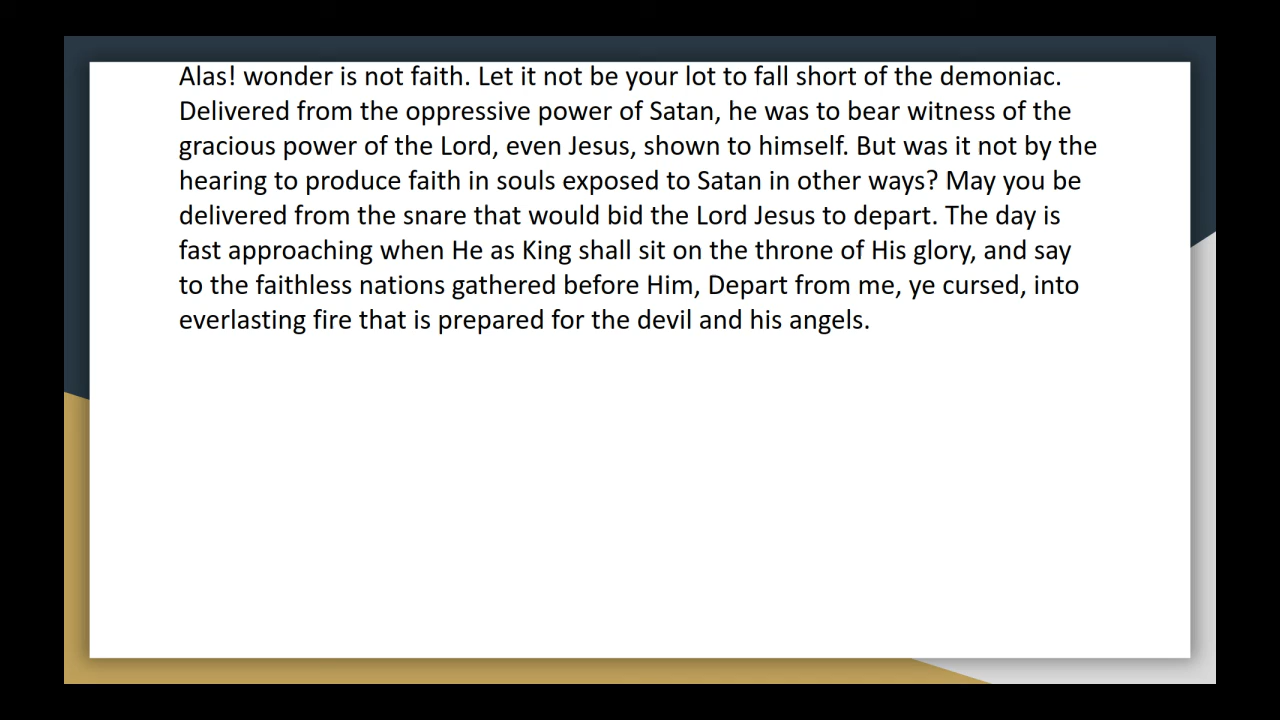 Alas! wonder is not faith. Let it not be your lot to fall short of the demoniac.
Delivered from the oppressive power of Satan, he was to bear witness of the
gracious power of the Lord, even Jesus, shown to himself. But was it not by the
hearing to produce faith in souls exposed to Satan in other ways? May you be
delivered from the snare that would bid the Lord Jesus to depart. The day is
fast approaching when He as King shall sit on the throne of His glory, and say
to the faithless nations gathered before Him, Depart from me, ye cursed, into
everlasting fire that is prepared for the devil and his angels.